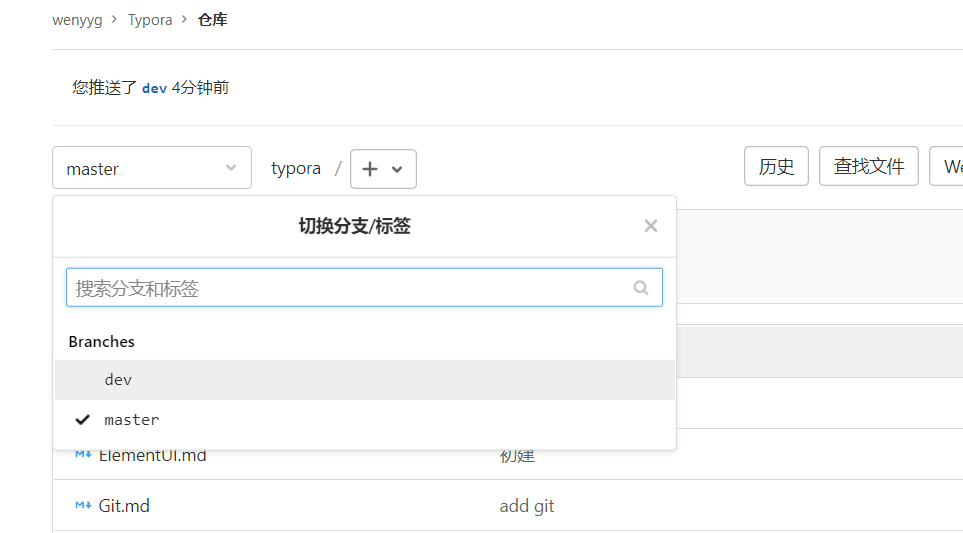 wenyyg > Typora > 仓库
您推送了 dev 4分钟前
master typora / + 历史 查找文件 We
切换分支/标签 ×
搜索分支和标签
Branches
dev
master
ElementUI.md 初建
Git.md add git